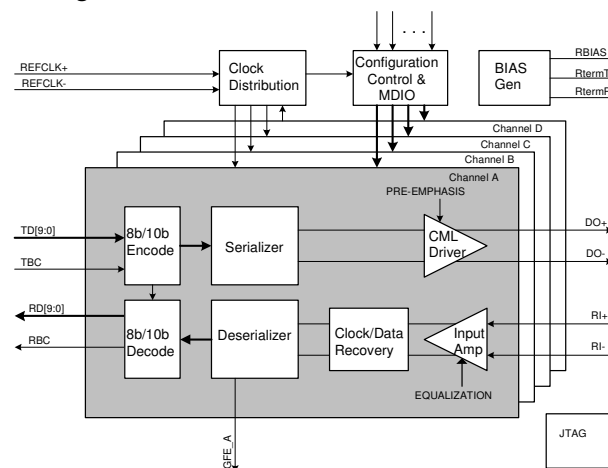 REFCLK+
REFCLK-
Clock
Distribution
. . .
Configuration
Control &
MDIO
BIAS
Gen
RBIAS
RtermT
Channel D
Channel C
Channel B
Channel A
PRE-EMPHASIS
TD[9:0]
TBC
8b/10b
Encode
Serializer
CML
Driver
DO+
DO-
RD[9:0]
RBC
8b/10b
Decode
Deserializer
Clock/Data
Recovery
Input
Amp
RI+
RI-
EQUALIZATION
GFE_A
JTAG